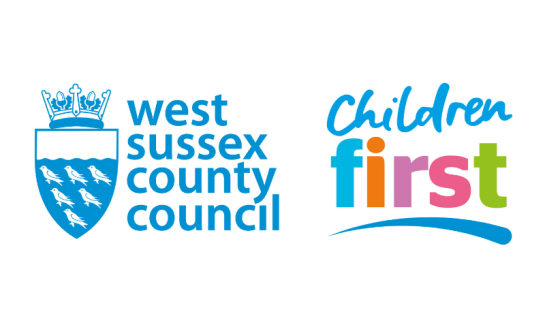 west
sussex
county
council
Children
first